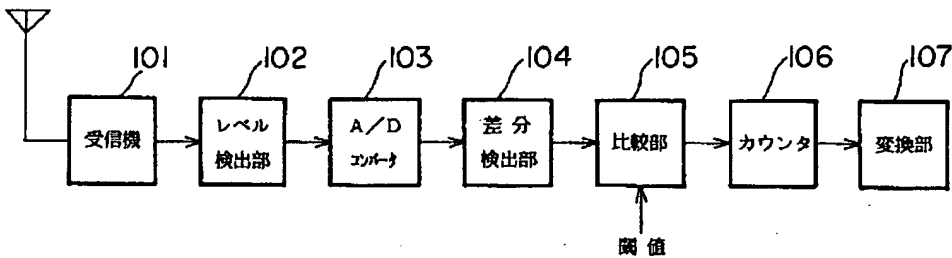 101
102
103
104
105
106
107
受信機
レベル
検出部
A/D
コンバータ
差分
検出部
比較部
カウンタ
変換部
閾値